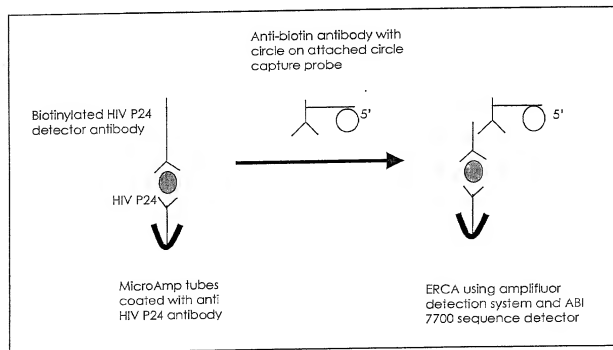 Anti-biotin antibody with
circle on attached circle
capture probe
Biotinylated HIV P24
detector antibody
5'
5'
HIV P24
MicroAmp tubes
coated with anti
HIV P24 antibody
ERCA using amplifluor
detection system and ABI
7700 sequence detector